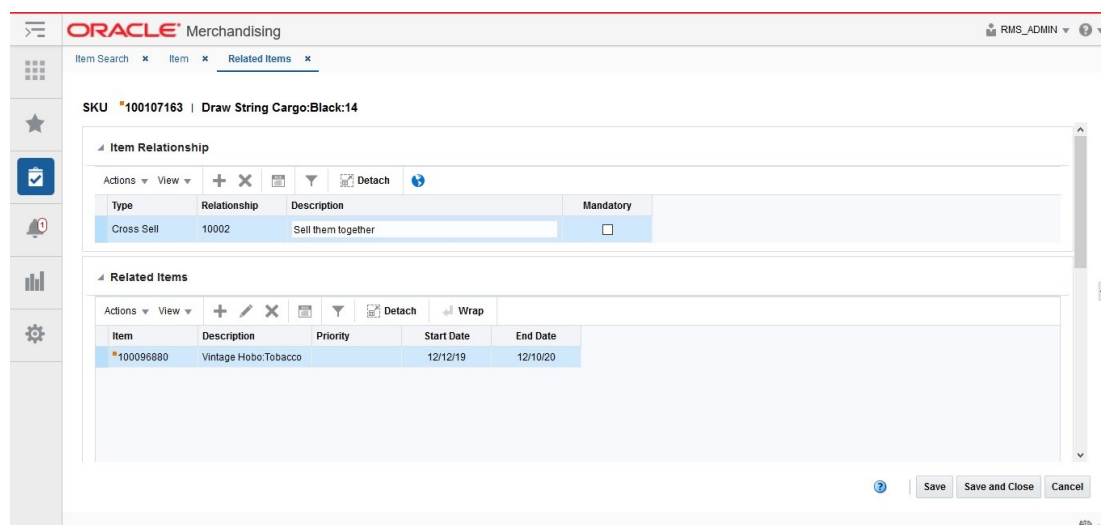 ORACLE® Merchandising
RMS_ADMIN
Item Search × Item × Related Items ×
SKU 100107163 | Draw String Cargo:Black:14
Item Relationship
Actions View Detach
Type Relationship Description Mandatory
Cross Sell 10002 Sell them together
1
Related Items
Actions View Detach Wrap
Item Description Priority Start Date End Date
100096880 Vintage Hobo:Tobacco 12/12/19 12/10/20
? Save Save and Close Cancel